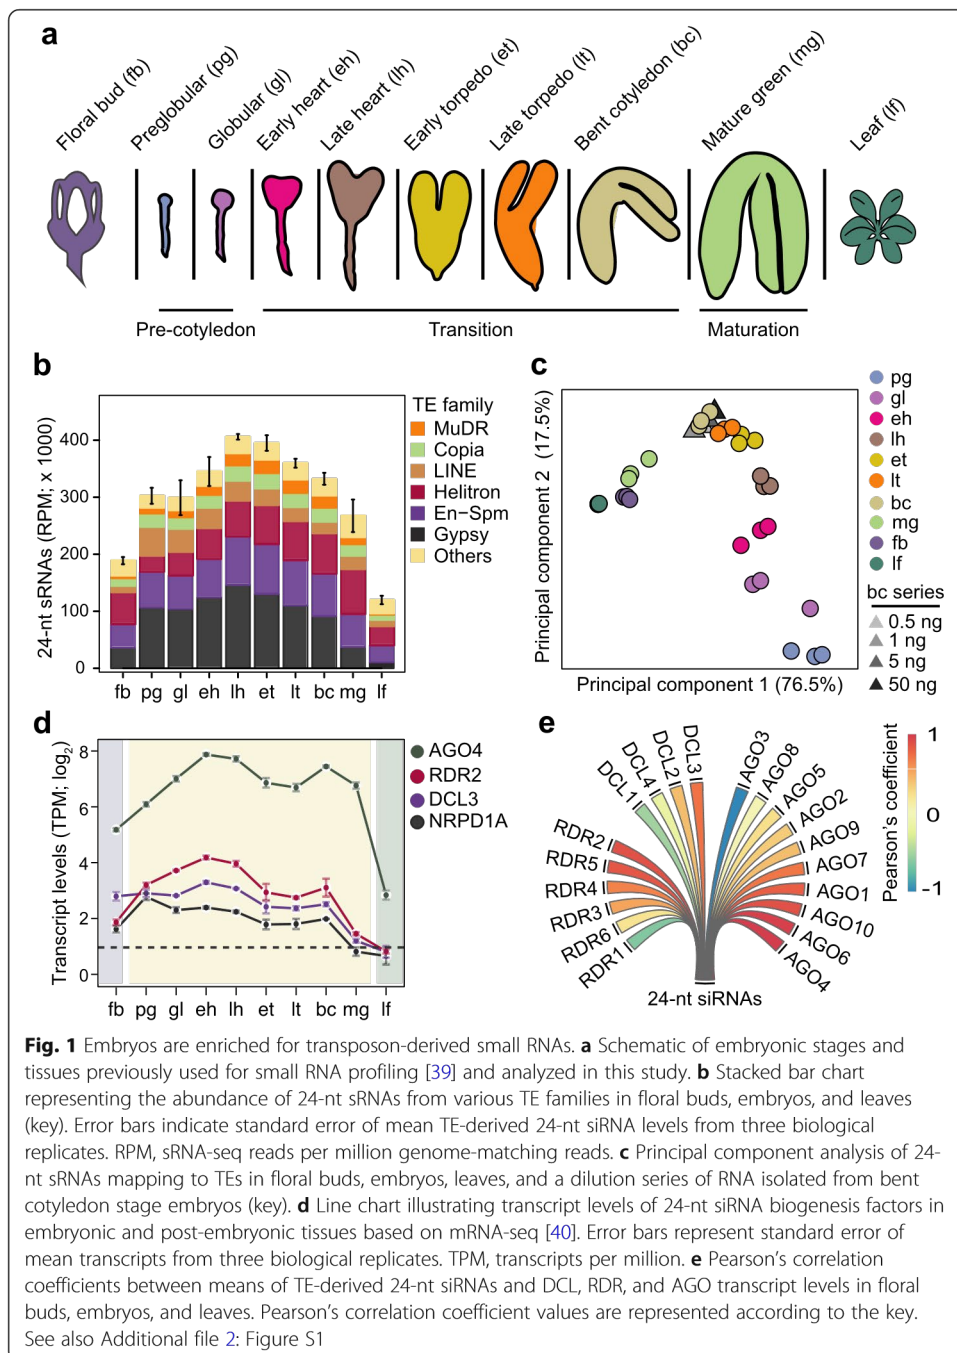 a
Floral bud (fb)
Preglobular (pg)
Globular (gl)
Early heart (eh)
Late heart (lh)
Early torpedo (et)
Late torpedo (lt)
Bent cotyledon (bc)
Mature green (mg)
Leaf (lf)
Pre-cotyledon
Transition
Maturation
b
24-nt sRNAs (RPM; x 1000)
400
300
200
100
0
fb pg gl eh lh et lt bc mg lf
TE family
MuDR
Copia
LINE
Helitron
En-Spm
Gypsy
Others
c
Principal component 2 (17.5%)
Principal component 1 (76.5%)
pg
gl
eh
lh
et
lt
bc
mg
fb
lf
bc series
0.5 ng
1 ng
5 ng
50 ng
d
Transcript levels (TPM; log2)
8
6
4
2
0
fb pg gl eh lh et lt bc mg lf
AGO4
RDR2
DCL3
NRPD1A
e
RDR1
RDR6
RDR3
RDR4
RDR5
RDR2
DCL1
DCL4
DCL2
DCL3
AGO3
AGO8
AGO5
AGO2
AGO9
AGO7
AGO1
AGO10
AGO6
AGO4
24-nt siRNAs
Pearson's coefficient
1
0
-1
Fig. 1 Embryos are enriched for transposon-derived small RNAs. a Schematic of embryonic stages and
tissues previously used for small RNA profiling [39] and analyzed in this study. b Stacked bar chart
representing the abundance of 24-nt sRNAs from various TE families in floral buds, embryos, and leaves
(key). Error bars indicate standard error of mean TE-derived 24-nt siRNA levels from three biological
replicates. RPM, sRNA-seq reads per million genome-matching reads. c Principal component analysis of 24-
nt sRNAs mapping to TEs in floral buds, embryos, leaves, and a dilution series of RNA isolated from bent
cotyledon stage embryos (key). d Line chart illustrating transcript levels of 24-nt siRNA biogenesis factors in
embryonic and post-embryonic tissues based on mRNA-seq [40]. Error bars represent standard error of
mean transcripts from three biological replicates. TPM, transcripts per million. e Pearson's correlation
coefficients between means of TE-derived 24-nt siRNAs and DCL, RDR, and AGO transcript levels in floral
buds, embryos, and leaves. Pearson's correlation coefficient values are represented according to the key.
See also Additional file 2: Figure S1